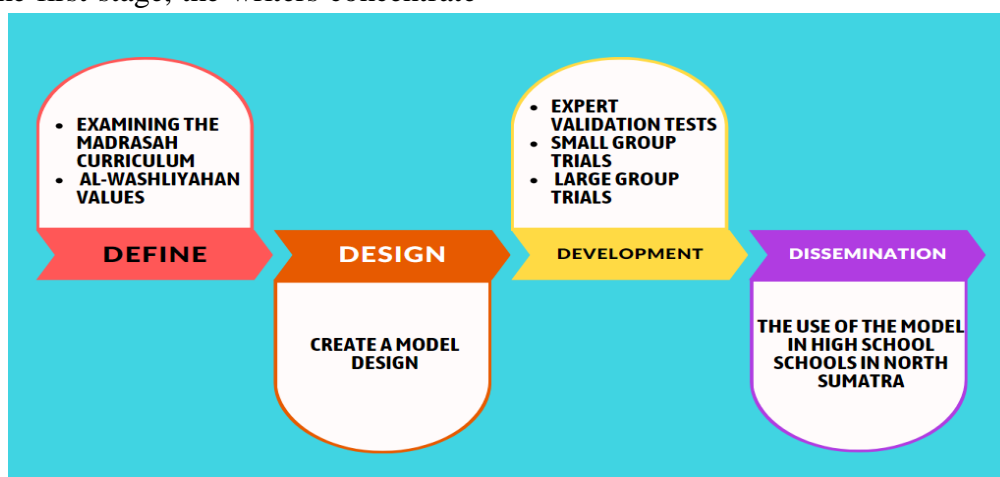 the first stage, the writers concentrate
• EXAMINING THE
MADRASAH
CURRICULUM
• AL-WASHLIYAHAN
VALUES
DEFINE
DESIGN
CREATE A MODEL
DESIGN
• EXPERT
VALIDATION TESTS
• SMALL GROUP
TRIALS
• LARGE GROUP
TRIALS
DEVELOPMENT
DISSEMINATION
THE USE OF THE MODEL
IN HIGH SCHOOL
SCHOOLS IN NORTH
SUMATRA